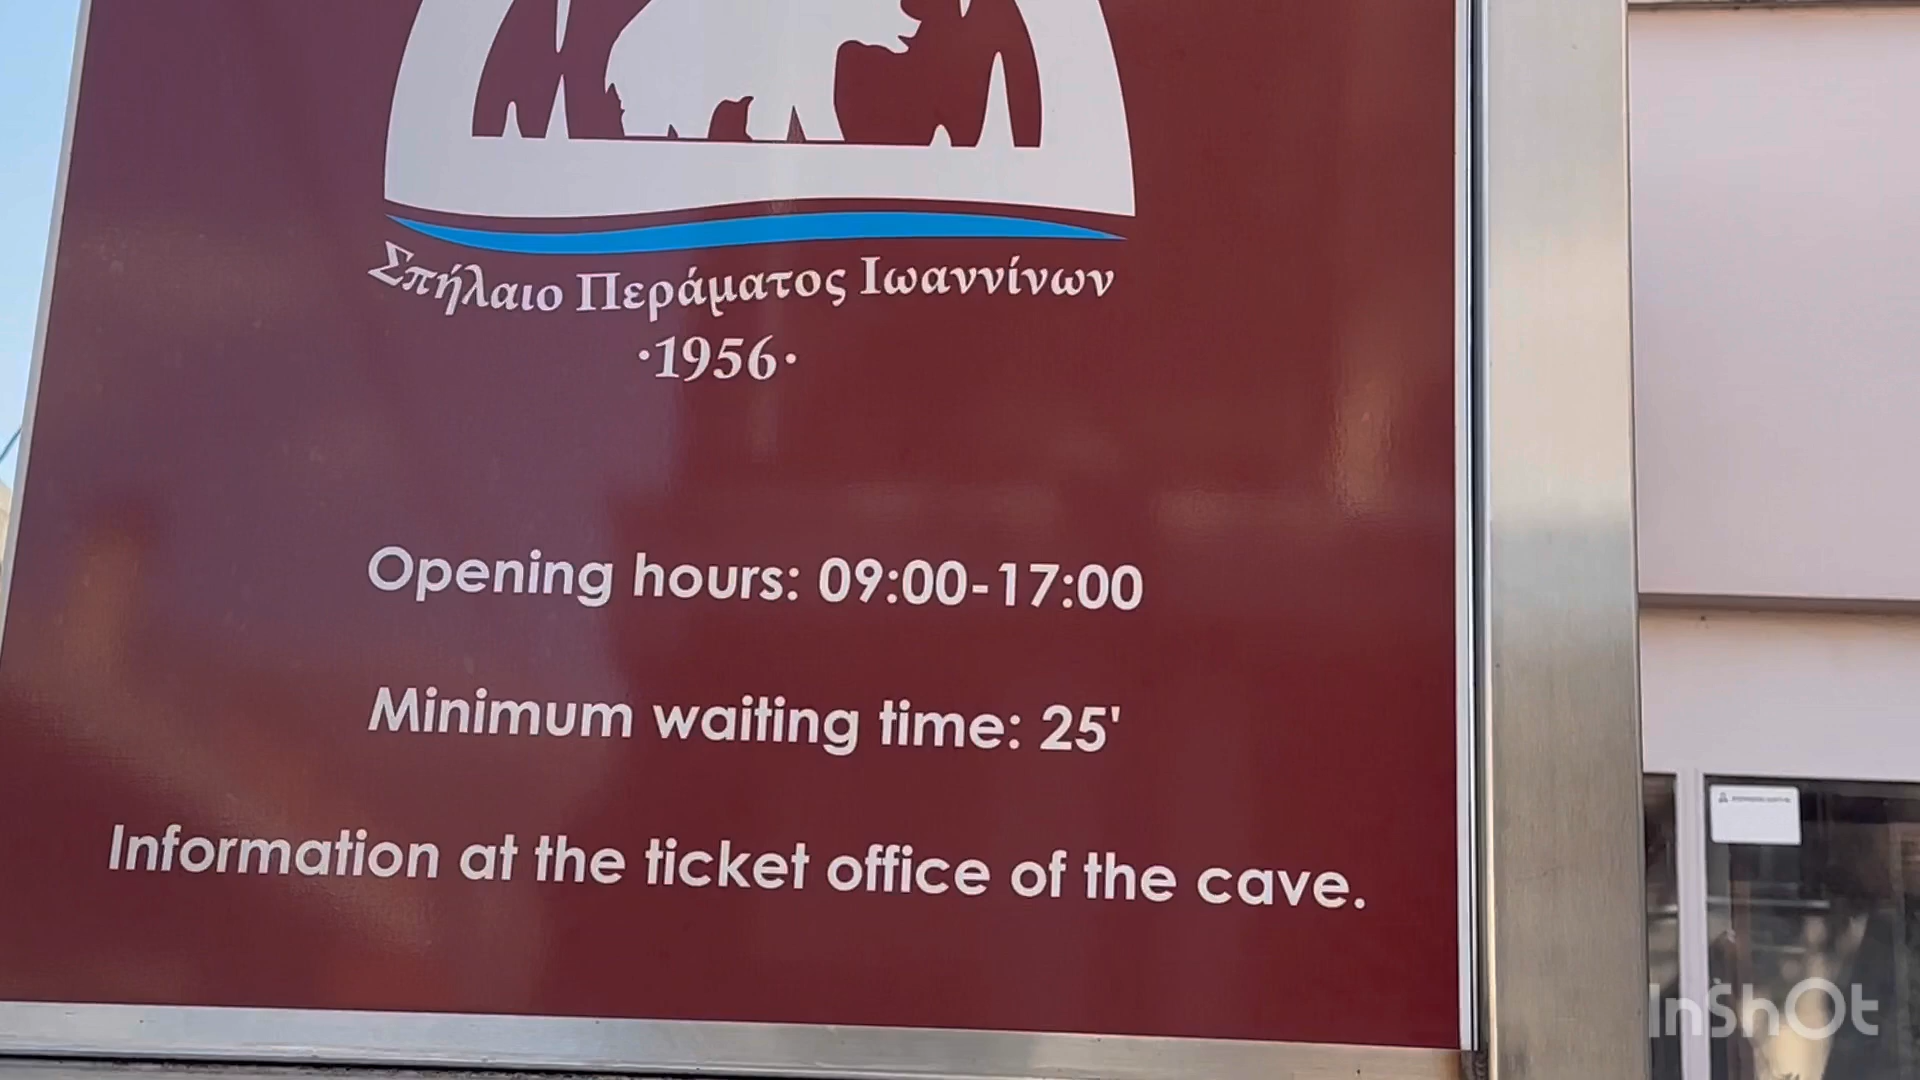 Σπήλαιο Περάματος Ιωαννίνων
·1956·
Opening hours: 09:00-17:00
Minimum waiting time: 25'
Information at the ticket office of the cave.
InShOt